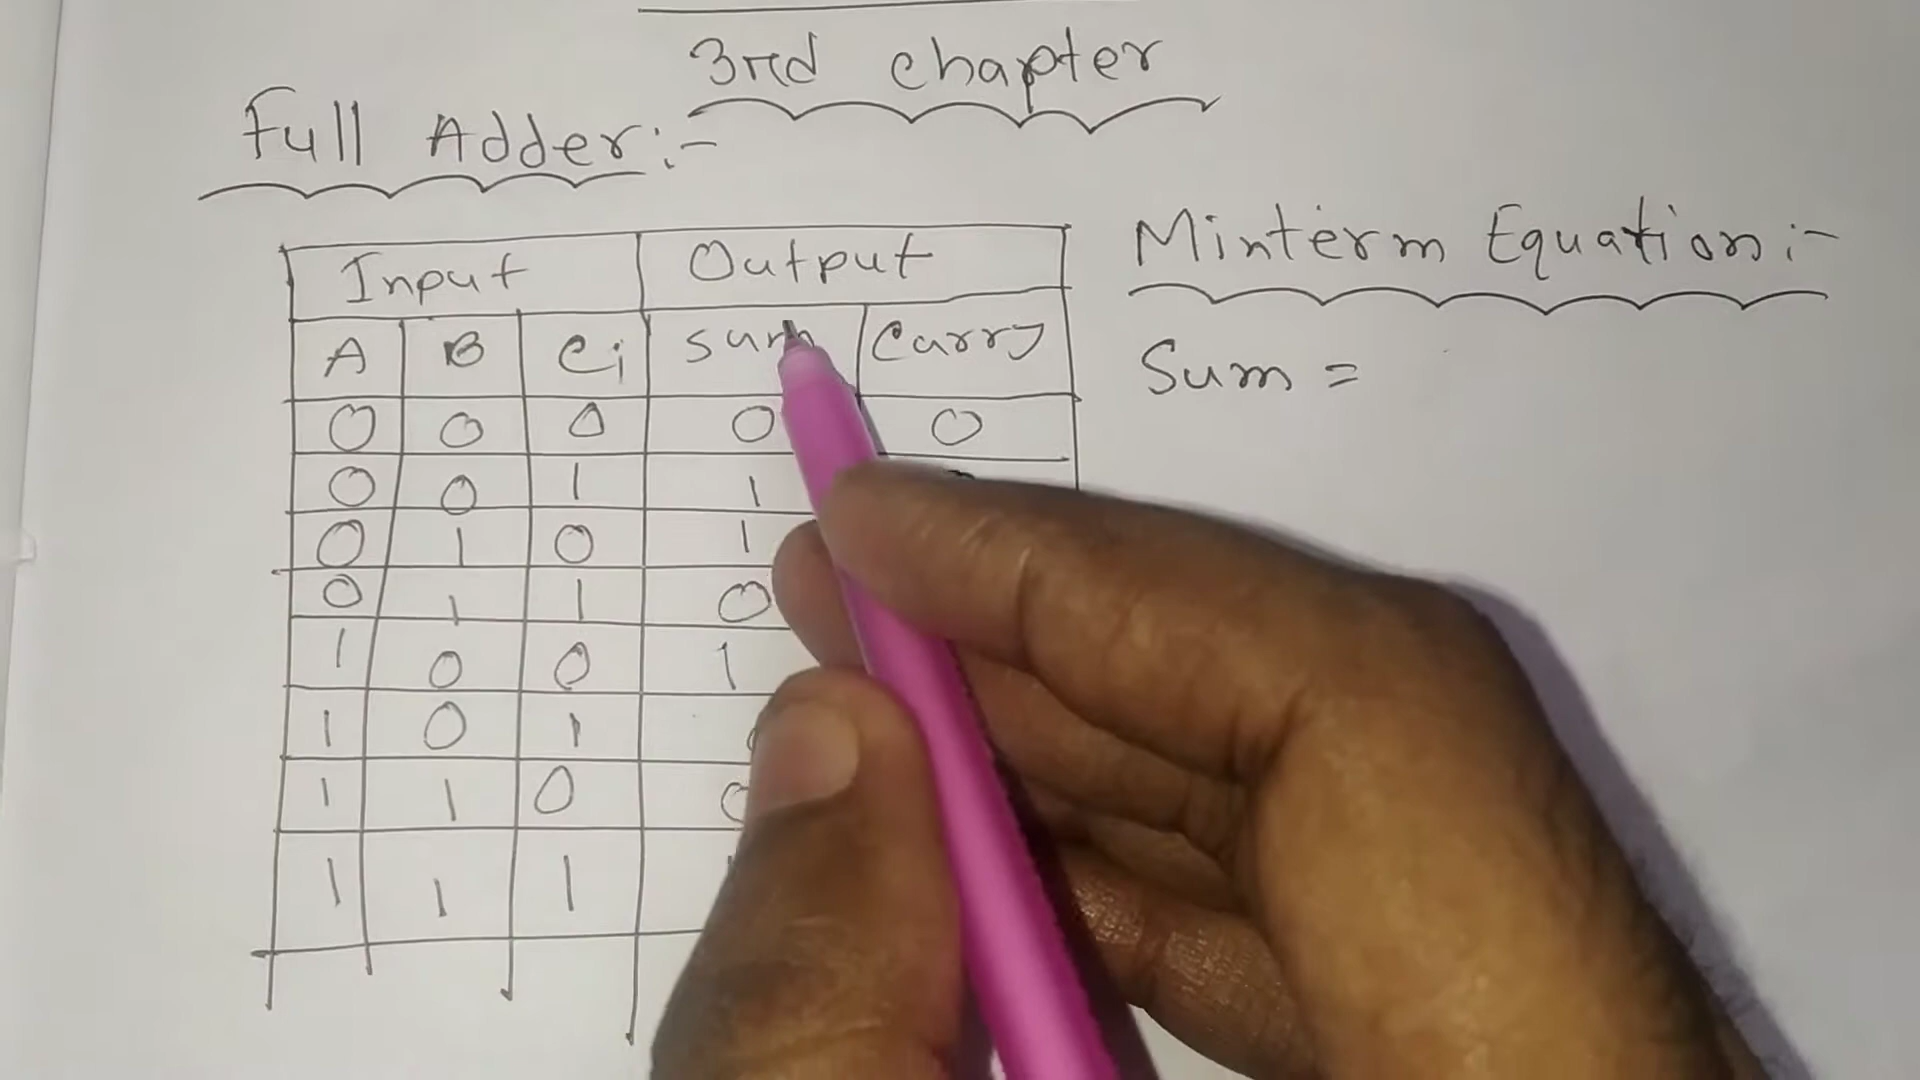 3rd chapter
Full Adder:-
Input Output
A B Ci sum Carry
0 0 0 0 0
0 0 1 1
0 1 0 1
0 1 1 0
1 0 0 1
1 0 1
1 1 0 0
1 1 1
Minterm Equation:-
Sum =